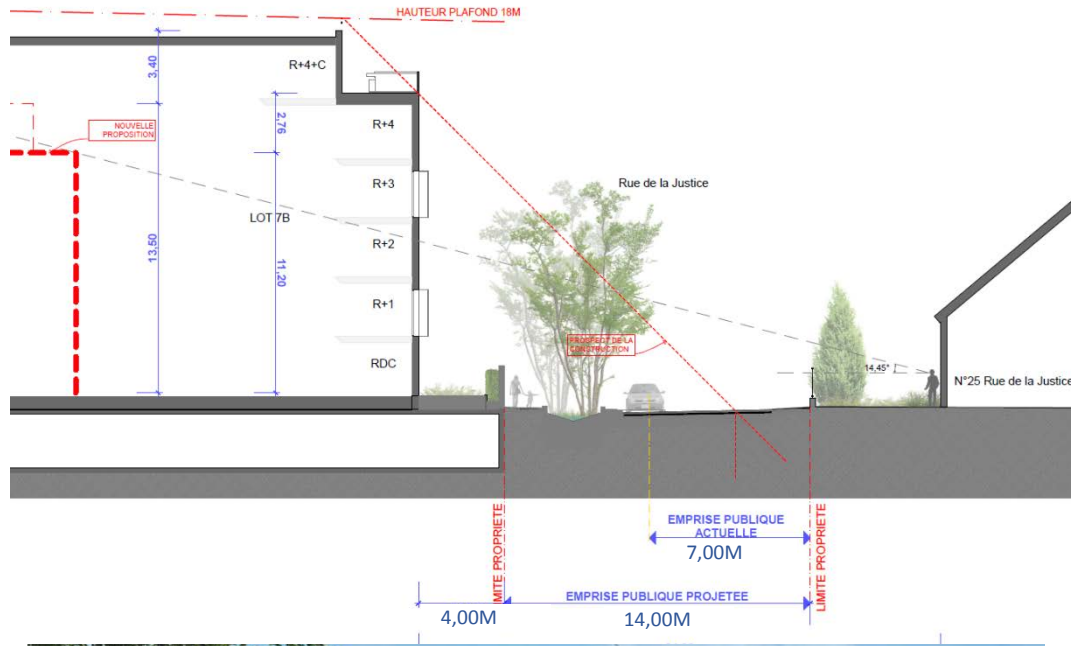 HAUTEUR PLAFOND 18M
R+4+C
3,40
NOUVELLE
PROPOSITION
2,76
R+4
R+3
Rue de la Justice
LOT 7B
R+2
13,50
11,20
R+1
PROSPECT DE LA
CONSTRUCTION
RDC
14,45°
N°25 Rue de la Justice
MITE PROPRIETE
EMPRISE PUBLIQUE
ACTUELLE
7,00M
LIMITE PROPRIETE
EMPRISE PUBLIQUE PROJETEE
4,00M
14,00M